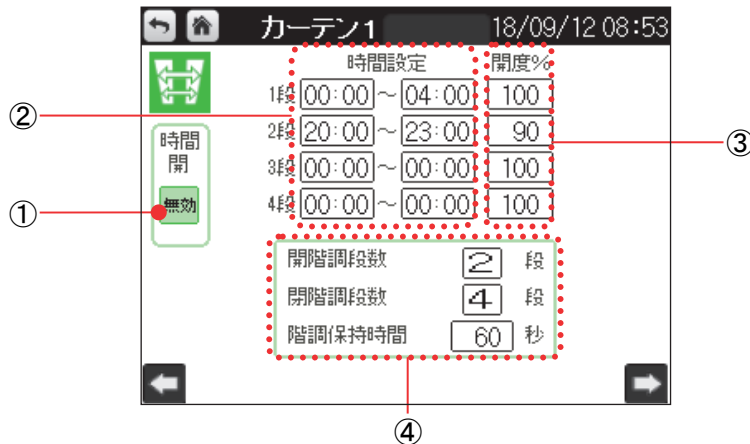 カーテン1 18/09/12 08:53
時間設定 開度%
1段 00:00 ~ 04:00 100
2段 20:00 ~ 23:00 90
3段 00:00 ~ 00:00 100
4段 00:00 ~ 00:00 100
時間
開
無効
開階調段数 2 段
閉階調段数 4 段
階調保持時間 60 秒
①
②
③
④